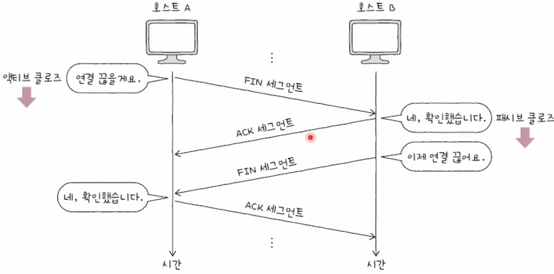 호스트 A
호스트 B
액티브 클로즈
연결 끊을게요.
FIN 세그먼트
네, 확인했습니다.
패시브 클로즈
ACK 세그먼트
이제 연결 끊어요.
FIN 세그먼트
네, 확인했습니다.
ACK 세그먼트
시간
시간